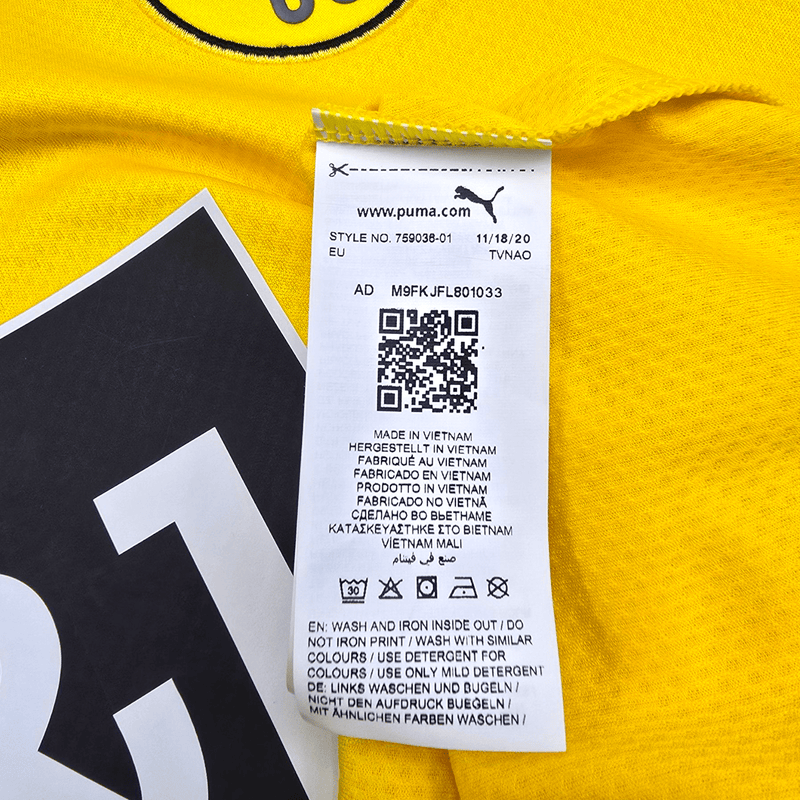 www.puma.com
STYLE NO. 759036-01 11/18/20
EU TVNAO
AD M9FKJFL801033
MADE IN VIETNAM
HERGESTELLT IN VIETNAM
FABRIQUÉ AU VIETNAM
FABRICADO EN VIETNAM
PRODOTTO IN VIETNAM
FABRICADO NO VIETNÃ
СДЕЛАНО ВО ВЬЕТНАМЕ
ΚΑΤΑΣΚΕΥΑΣΤΗΚΕ ΣΤΟ ΒΙΕΤΝΑΜ
VİETNAM MALI
صنع في فيتنام
30
EN: WASH AND IRON INSIDE OUT / DO
NOT IRON PRINT / WASH WITH SIMILAR
COLOURS / USE DETERGENT FOR
COLOURS / USE ONLY MILD DETERGENT
DE: LINKS WASCHEN UND BUGELN /
NICHT DEN AUFDRUCK BUEGELN /
MIT ÄHNLICHEN FARBEN WASCHEN /